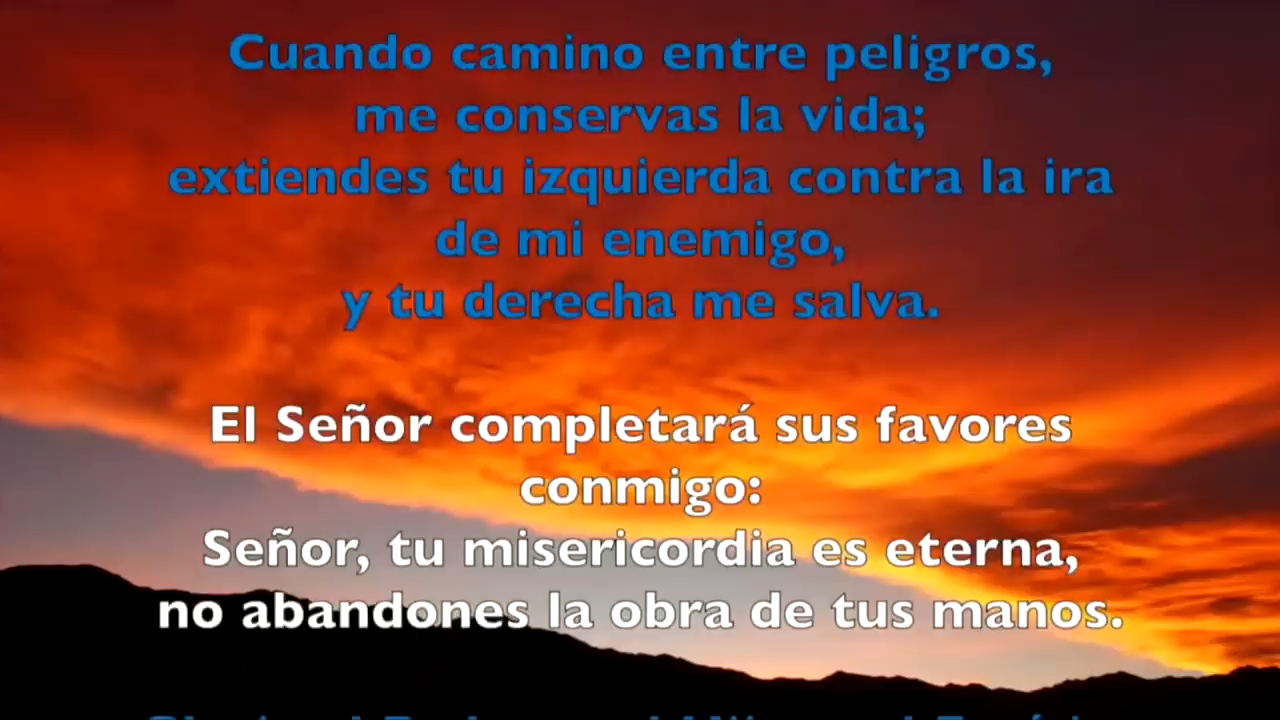 Cuando camino entre peligros,
me conservas la vida;
extiendes tu izquierda contra la ira
de mi enemigo,
y tu derecha me salva.
El Señor completará sus favores
conmigo:
Señor, tu misericordia es eterna,
no abandones la obra de tus manos.